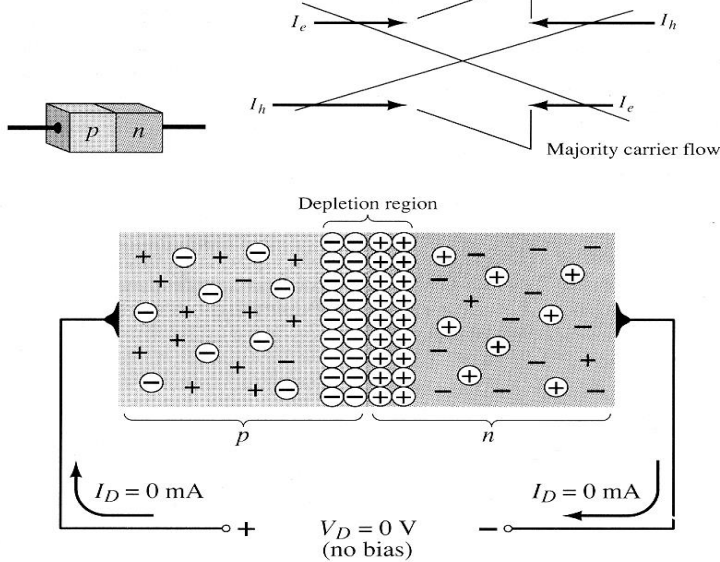 I_e I_h
I_h I_e
p n
Majority carrier flow
Depletion region
p n
I_D = 0 mA I_D = 0 mA
+ V_D = 0 V −
(no bias)